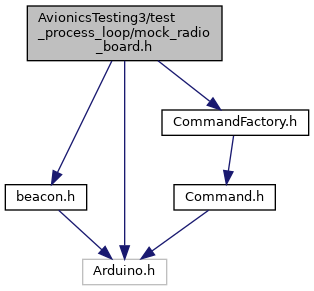 AvionicsTesting3/test
_process_loop/mock_radio
_board.h
CommandFactory.h
beacon.h
Command.h
Arduino.h